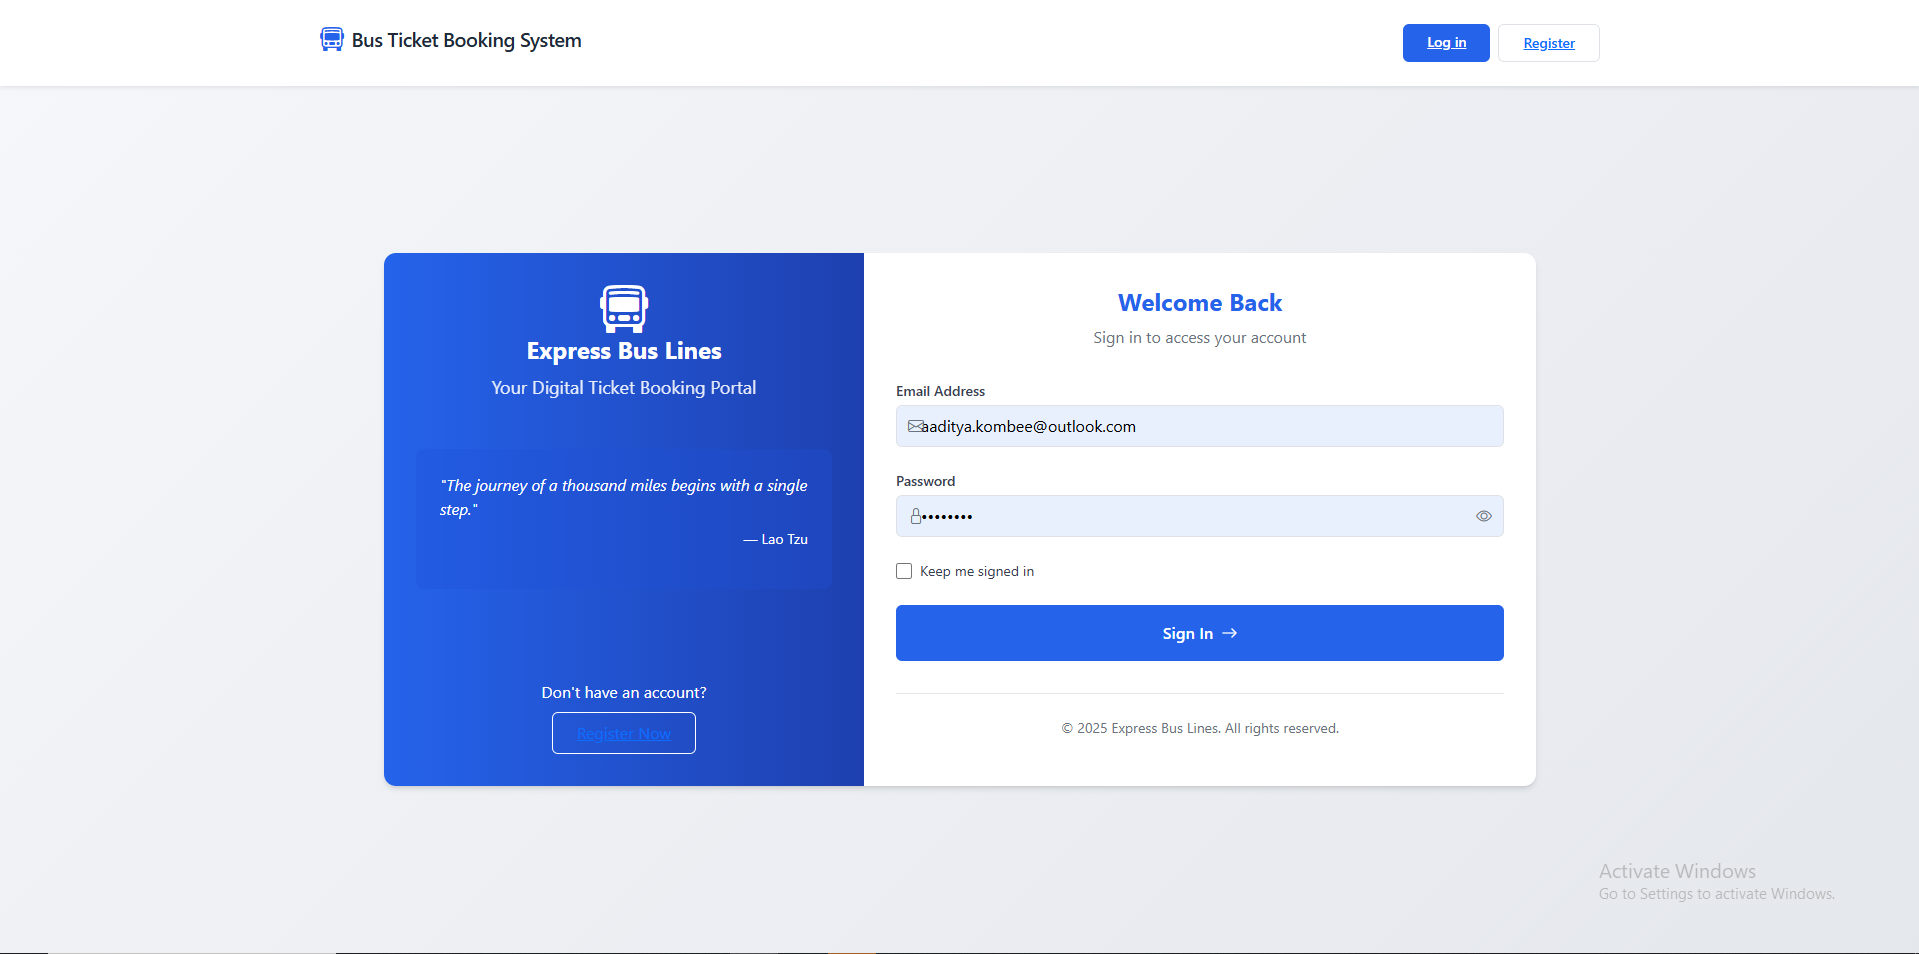 Bus Ticket Booking System
Log in
Register
Express Bus Lines
Your Digital Ticket Booking Portal
"The journey of a thousand miles begins with a single
step."
— Lao Tzu
Don't have an account?
Register Now
Welcome Back
Sign in to access your account
Email Address
aaditya.kombee@outlook.com
Password
••••••••
Keep me signed in
Sign In →
© 2025 Express Bus Lines. All rights reserved.
Activate Windows
Go to Settings to activate Windows.